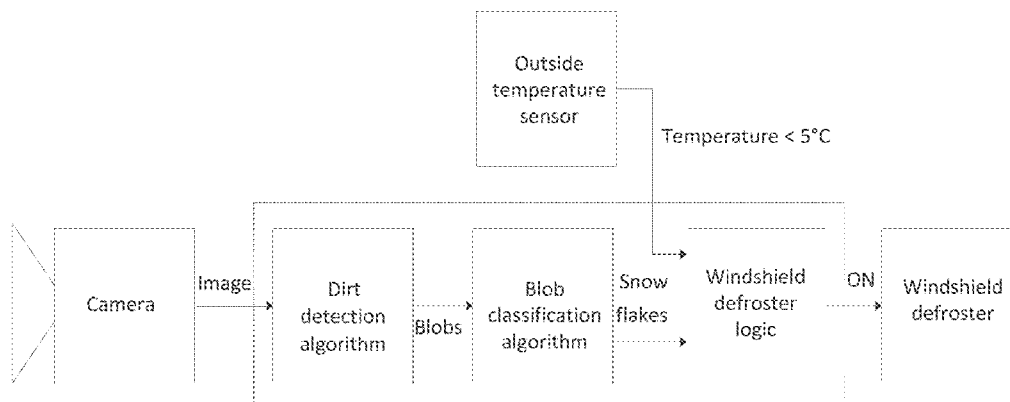 Outside
temperature
sensor
Temperature < 5°C
Camera
Image
Dirt
detection
algorithm
Blobs
Blob
classification
algorithm
Snow
flakes
Windshield
defroster
logic
ON
Windshield
defroster